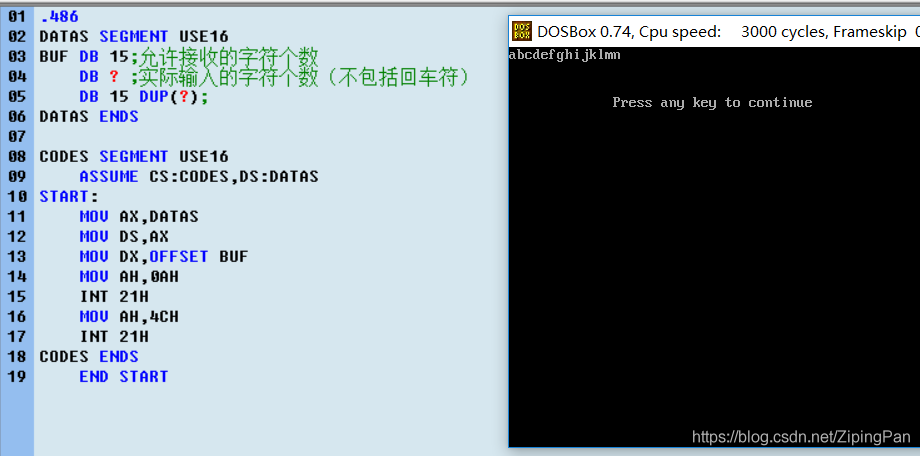 01 .486
02 DATAS SEGMENT USE16
03 BUF DB 15;允许接收的字符个数
04 DB ? ;实际输入的字符个数（不包括回车符）
05 DB 15 DUP(?);
06 DATAS ENDS
07
08 CODES SEGMENT USE16
09 ASSUME CS:CODES,DS:DATAS
10 START:
11 MOV AX,DATAS
12 MOV DS,AX
13 MOV DX,OFFSET BUF
14 MOV AH,0AH
15 INT 21H
16 MOV AH,4CH
17 INT 21H
18 CODES ENDS
19 END START
DOS BOX
DOSBox 0.74, Cpu speed: 3000 cycles, Frameskip 0
abcdefghijklmn
Press any key to continue
https://blog.csdn.net/ZipingPan